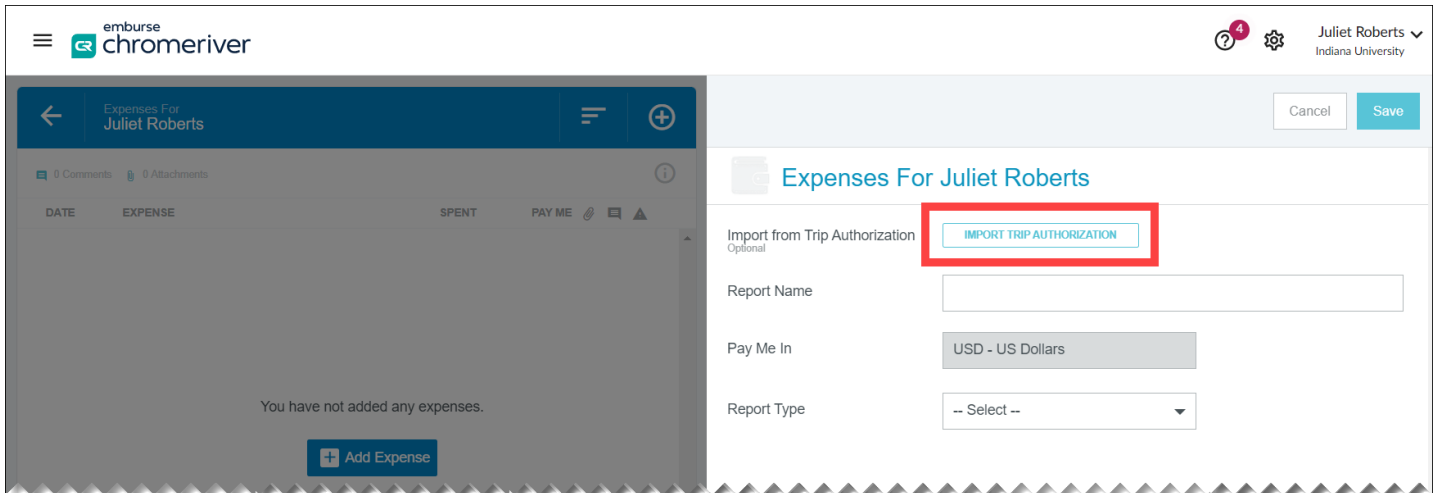 emburse
chromeriver
4
Juliet Roberts
Indiana University
Expenses For
Juliet Roberts
0 Comments 0 Attachments
DATE EXPENSE SPENT PAY ME
You have not added any expenses.
Add Expense
Cancel Save
Expenses For Juliet Roberts
Import from Trip Authorization IMPORT TRIP AUTHORIZATION
Optional
Report Name
Pay Me In USD - US Dollars
Report Type -- Select --